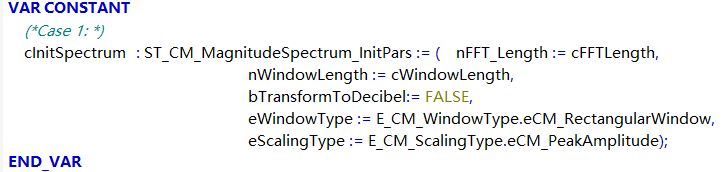 VAR CONSTANT
(*Case 1: *)
cInitSpectrum : ST_CM_MagnitudeSpectrum_InitPars := ( nFFT_Length := cFFTLength,
nWindowLength := cWindowLength,
bTransformToDecibel:= FALSE,
eWindowType := E_CM_WindowType.eCM_RectangularWindow,
eScalingType := E_CM_ScalingType.eCM_PeakAmplitude);
END_VAR